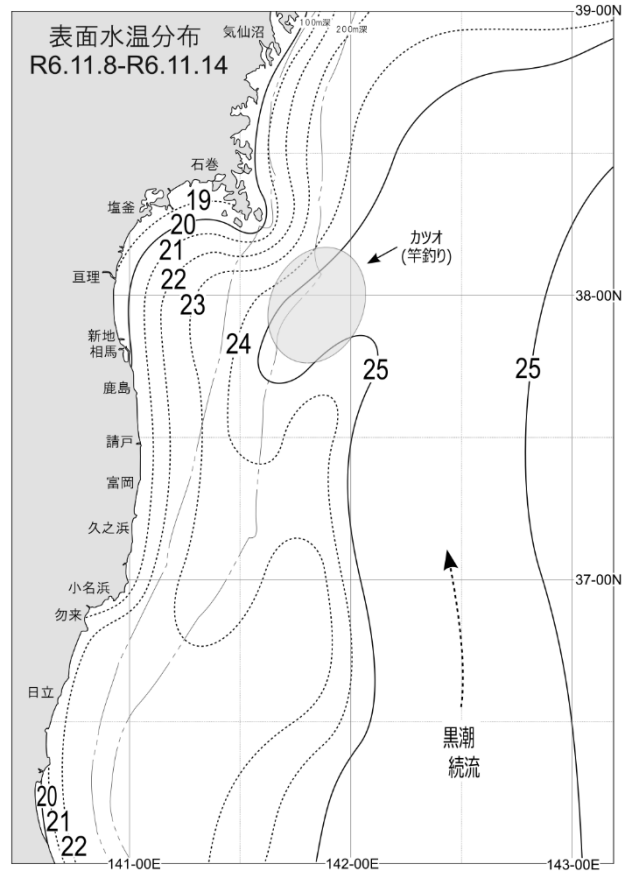 表面水温分布
R6.11.8-R6.11.14
気仙沼
100m深
200m深
39-00N
石巻
19
塩釜
20
21
亘理
22
23
カツオ
(竿釣り)
38-00N
新地
相馬
24
25
25
鹿島
請戸
富岡
久之浜
小名浜
37-00N
勿来
日立
黒潮
続流
20
21
22
141-00E
142-00E
143-00E